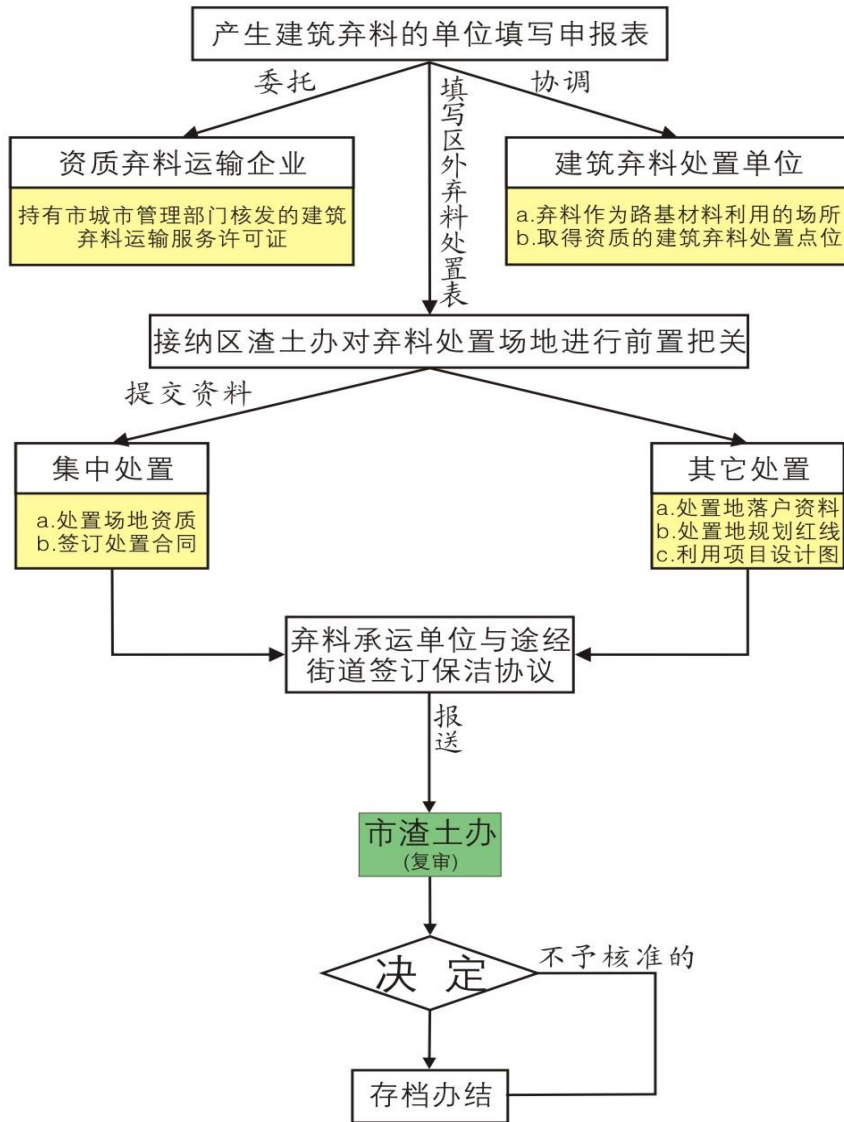 产生建筑弃料的单位填写申报表
委托
填写区外弃料处置表
协调
资质弃料运输企业
持有市城市管理部门核发的建筑
弃料运输服务许可证
建筑弃料处置单位
a.弃料作为路基材料利用的场所
b.取得资质的建筑弃料处置点位
接纳区渣土办对弃料处置场地进行前置把关
提交资料
集中处置
a.处置场地资质
b.签订处置合同
其它处置
a.处置地落户资料
b.处置地规划红线
c.利用项目设计图
弃料承运单位与途经
街道签订保洁协议
报送
市渣土办
(复审)
决 定
不予核准的
存档办结